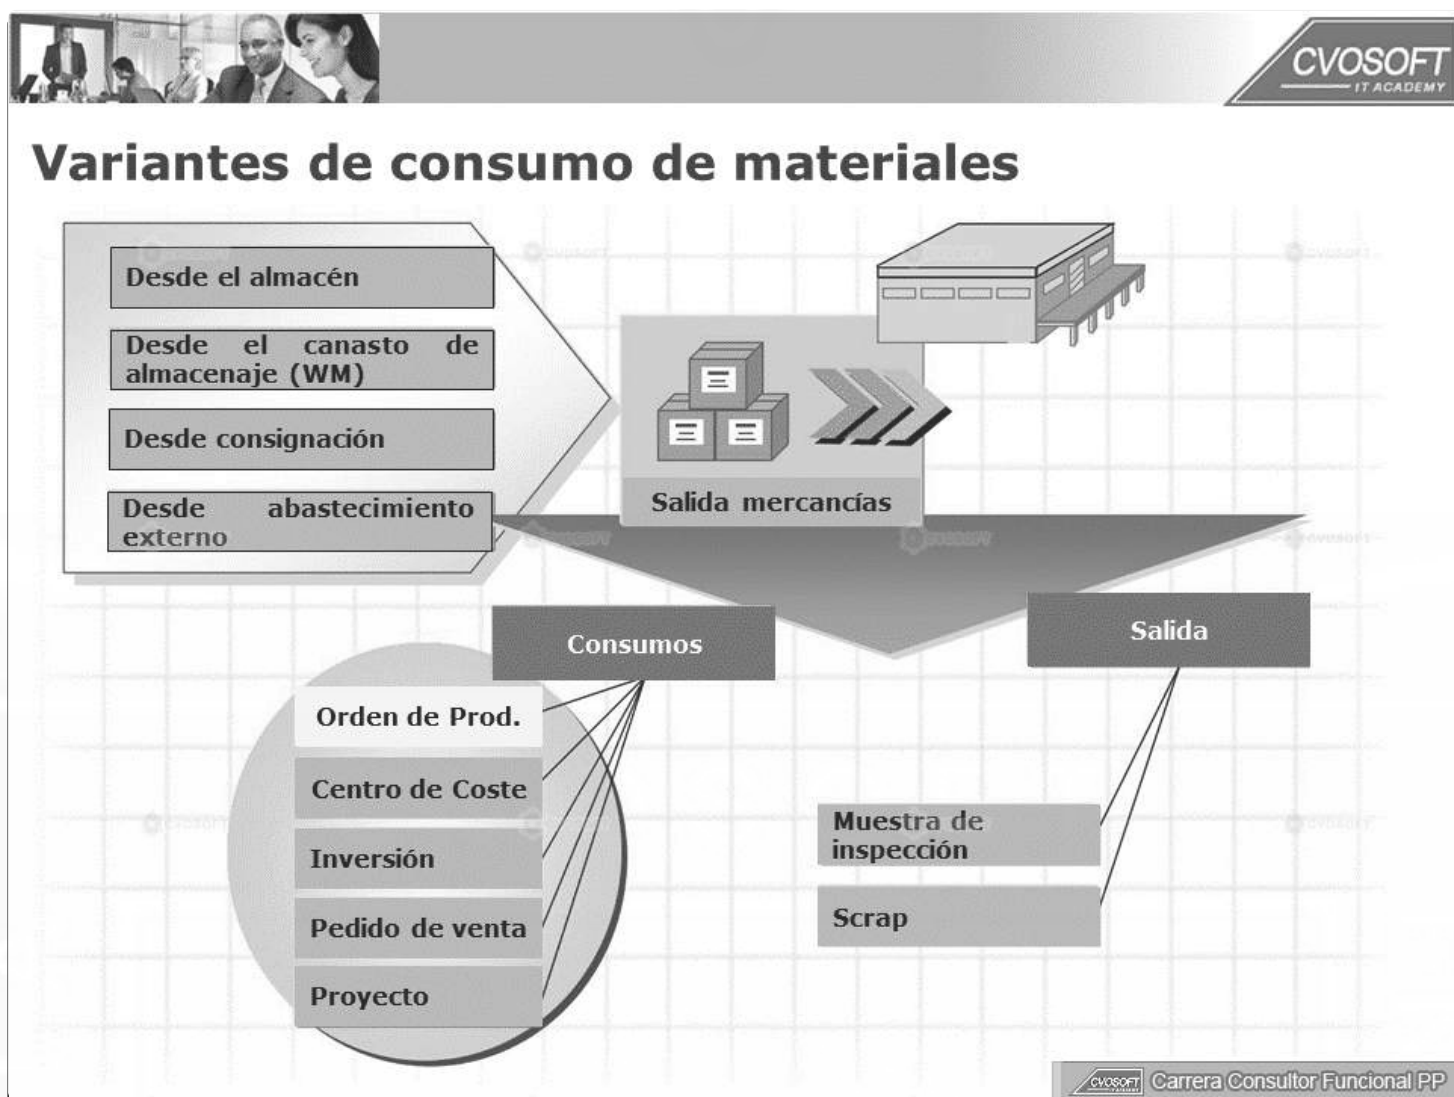 CVOSOFT
IT ACADEMY
Variantes de consumo de materiales
Desde el almacén
Desde el canasto de
almacenaje (WM)
Desde consignación
Desde abastecimiento
externo
Salida mercancías
Consumos
Salida
Orden de Prod.
Centro de Coste
Inversión
Pedido de venta
Proyecto
Muestra de
inspección
Scrap
CVOSOFT
IT ACADEMY
Carrera Consultor Funcional PP